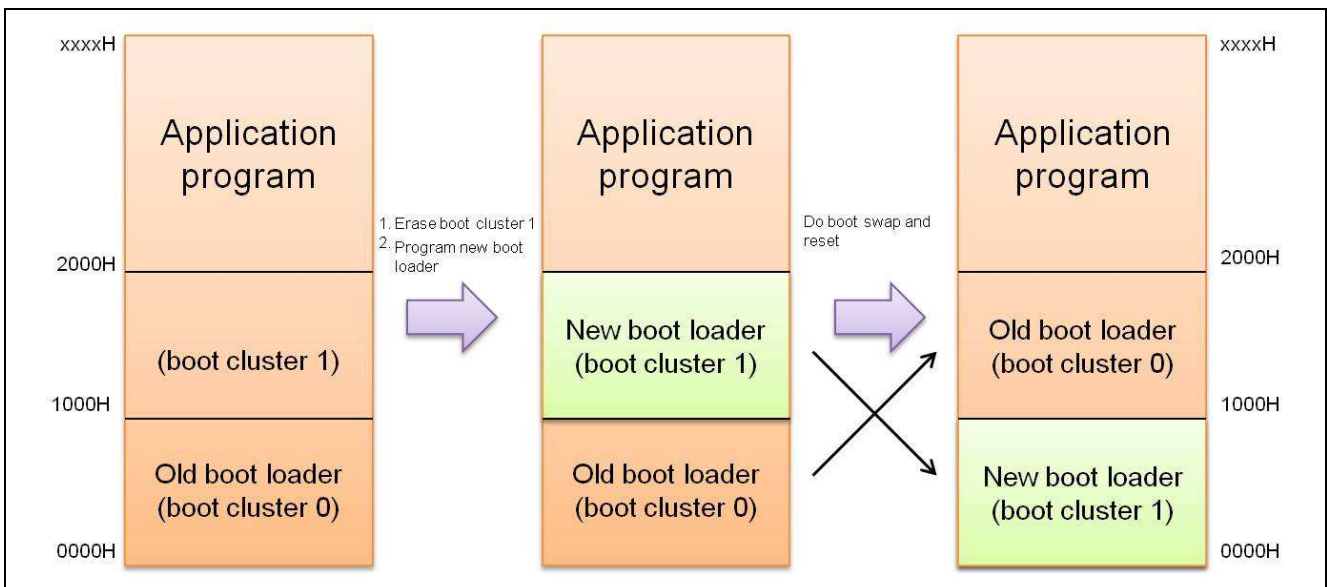 xxxxH
Application
program
2000H
(boot cluster 1)
1000H
Old boot loader
(boot cluster 0)
0000H
1. Erase boot cluster 1
2. Program new boot
loader
Application
program
New boot loader
(boot cluster 1)
Old boot loader
(boot cluster 0)
Do boot swap and
reset
xxxxH
Application
program
2000H
Old boot loader
(boot cluster 0)
1000H
New boot loader
(boot cluster 1)
0000H